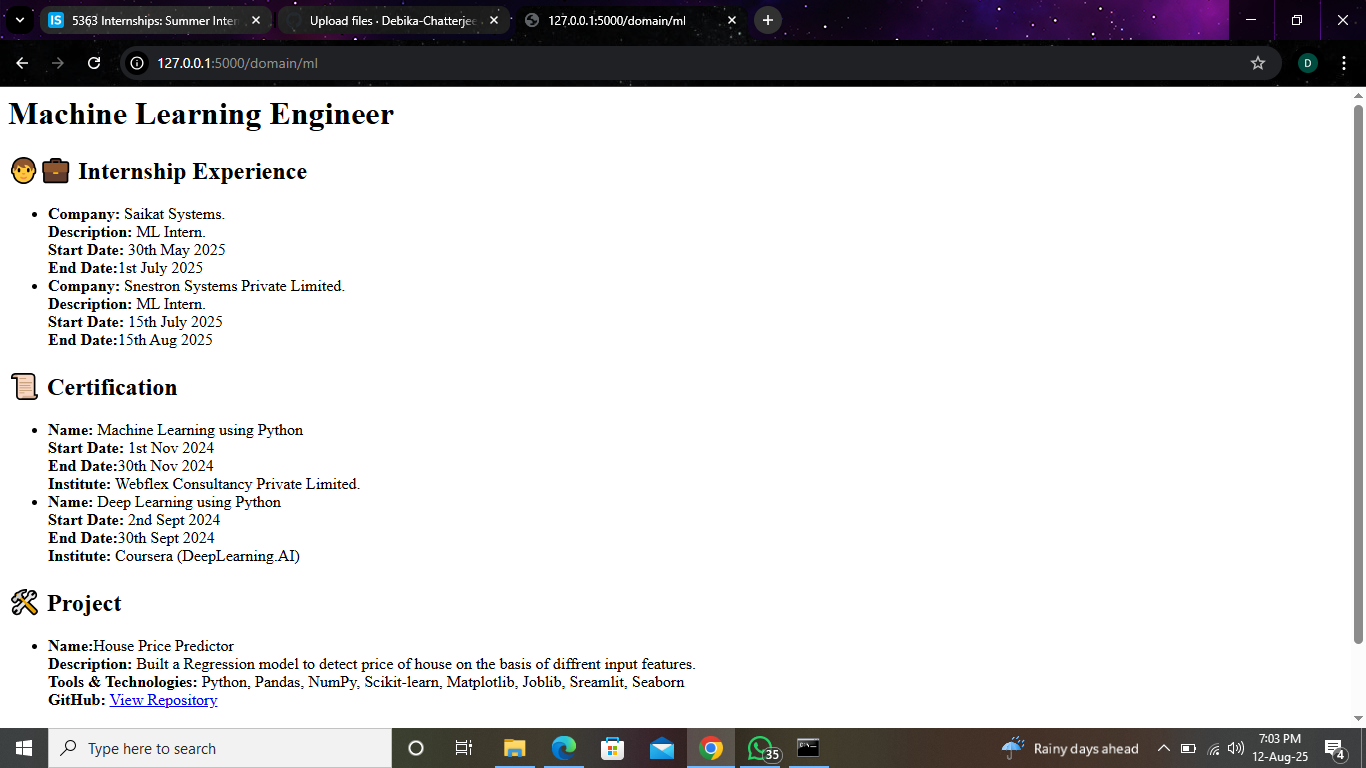 5363 Internships: Summer Inter
Upload files · Debika-Chatterjee
127.0.0.1:5000/domain/ml
127.0.0.1:5000/domain/ml
D
Machine Learning Engineer
Internship Experience
Company: Saikat Systems.
Description: ML Intern.
Start Date: 30th May 2025
End Date:1st July 2025
Company: Snestron Systems Private Limited.
Description: ML Intern.
Start Date: 15th July 2025
End Date:15th Aug 2025
Certification
Name: Machine Learning using Python
Start Date: 1st Nov 2024
End Date:30th Nov 2024
Institute: Webflex Consultancy Private Limited.
Name: Deep Learning using Python
Start Date: 2nd Sept 2024
End Date:30th Sept 2024
Institute: Coursera (DeepLearning.AI)
Project
Name:House Price Predictor
Description: Built a Regression model to detect price of house on the basis of diffrent input features.
Tools & Technologies: Python, Pandas, NumPy, Scikit-learn, Matplotlib, Joblib, Sreamlit, Seaborn
GitHub: View Repository
Type here to search
35
Rainy days ahead
7:03 PM
12-Aug-25
4